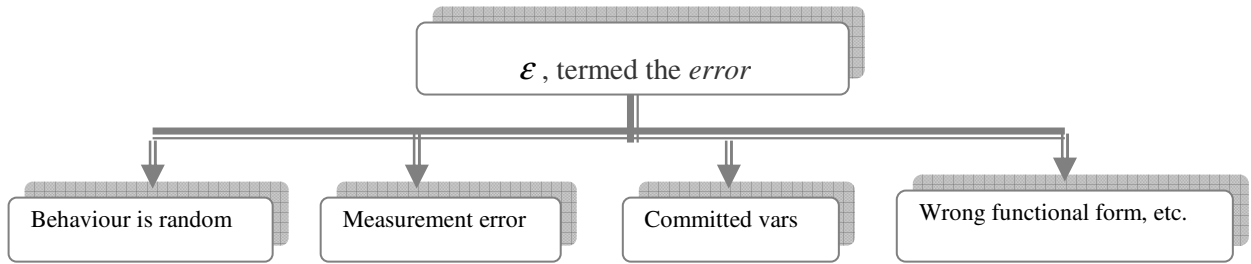 ε , termed the error
Behaviour is random
Measurement error
Committed vars
Wrong functional form, etc.